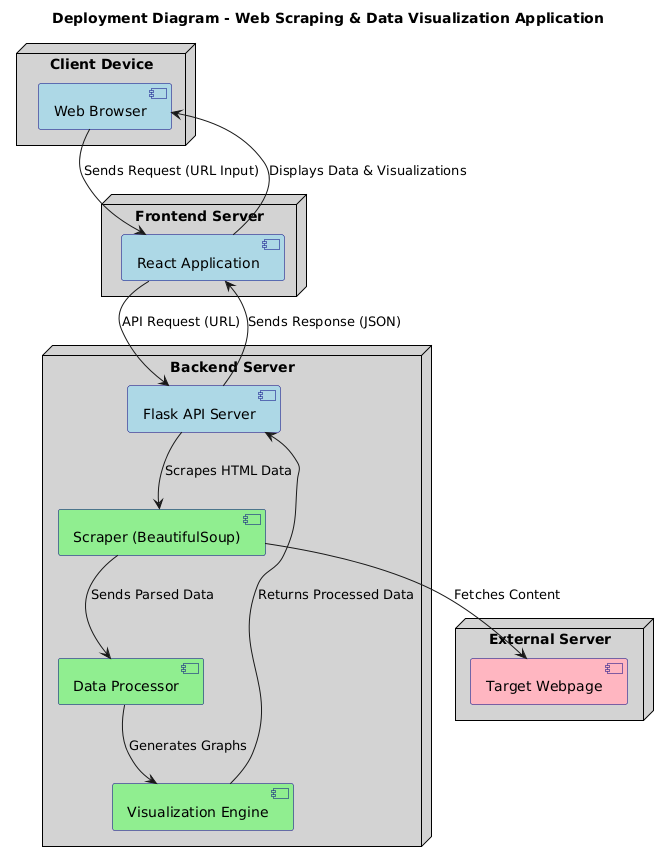 Deployment Diagram - Web Scraping & Data Visualization Application
Client Device
Web Browser
Sends Request (URL Input)
Displays Data & Visualizations
Frontend Server
React Application
API Request (URL)
Sends Response (JSON)
Backend Server
Flask API Server
Scrapes HTML Data
Scraper (BeautifulSoup)
Sends Parsed Data
Returns Processed Data
Fetches Content
External Server
Data Processor
Target Webpage
Generates Graphs
Visualization Engine